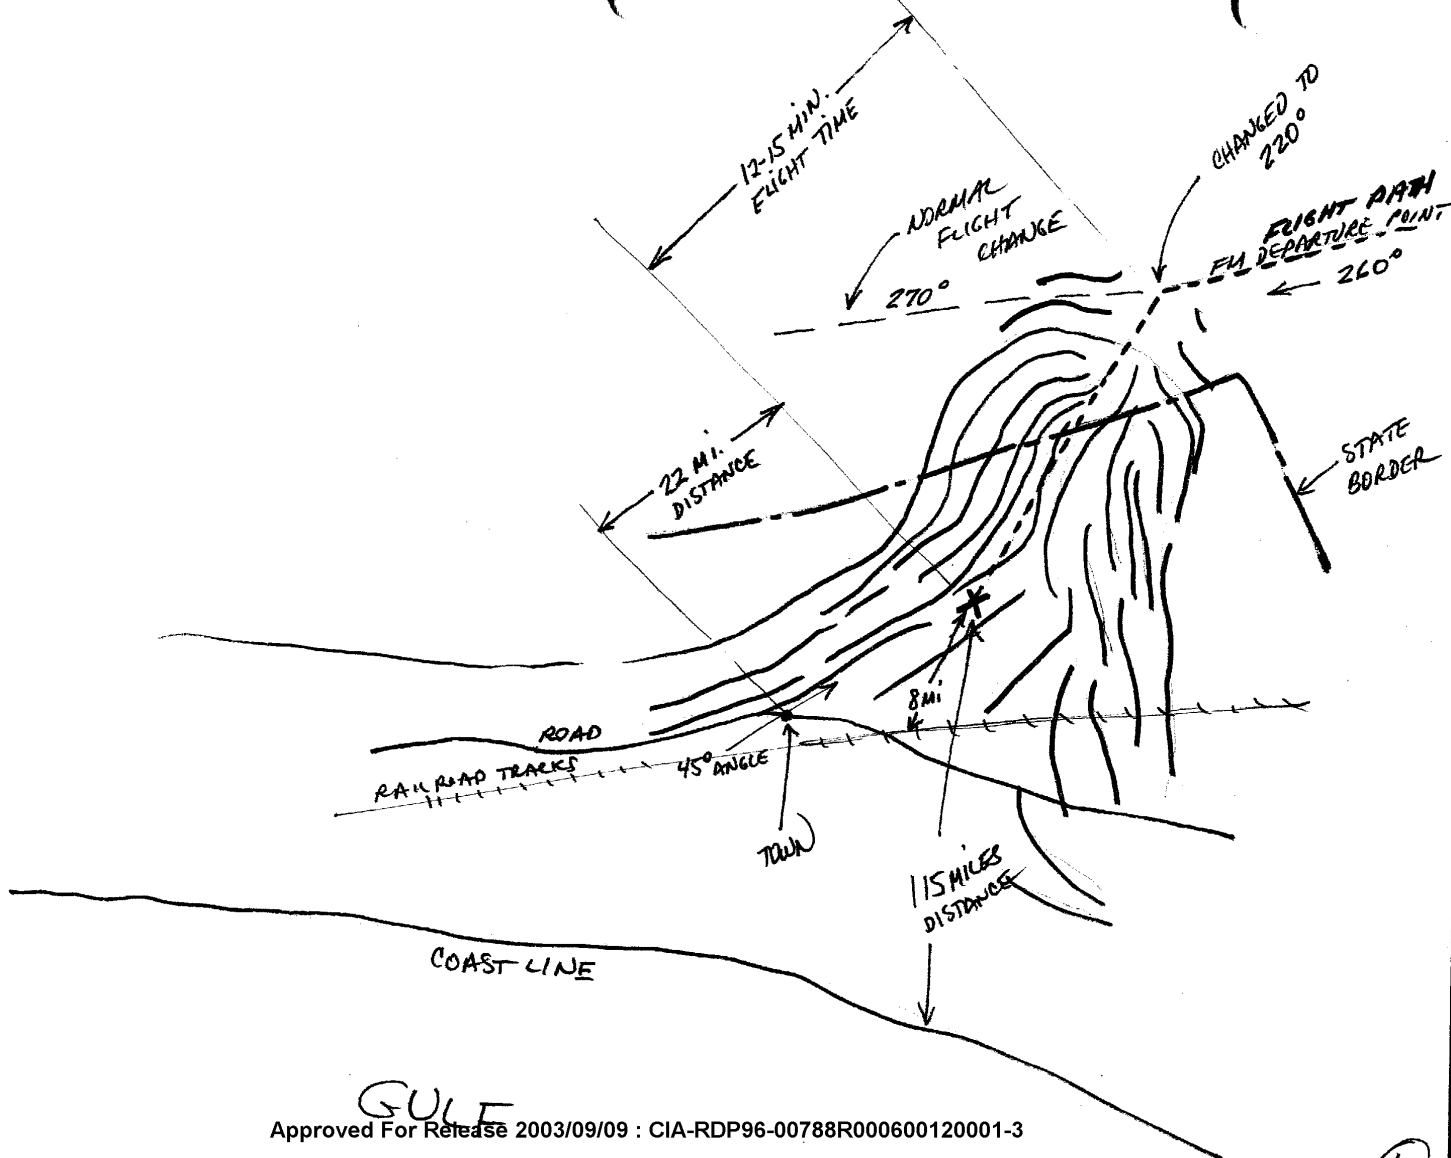 12-15 MIN.
FLIGHT TIME
CHANGED TO
220°
NORMAL
FLIGHT
CHANGE
270°
FLIGHT PATH
FM DEPARTURE POINT
260°
22 MI.
DISTANCE
STATE
BORDER
8 MI
ROAD
RAILROAD TRACKS
45° ANGLE
TOWN
115 MILES
DISTANCE
COAST LINE
GULF
Approved For Release 2003/09/09 : CIA-RDP96-00788R000600120001-3